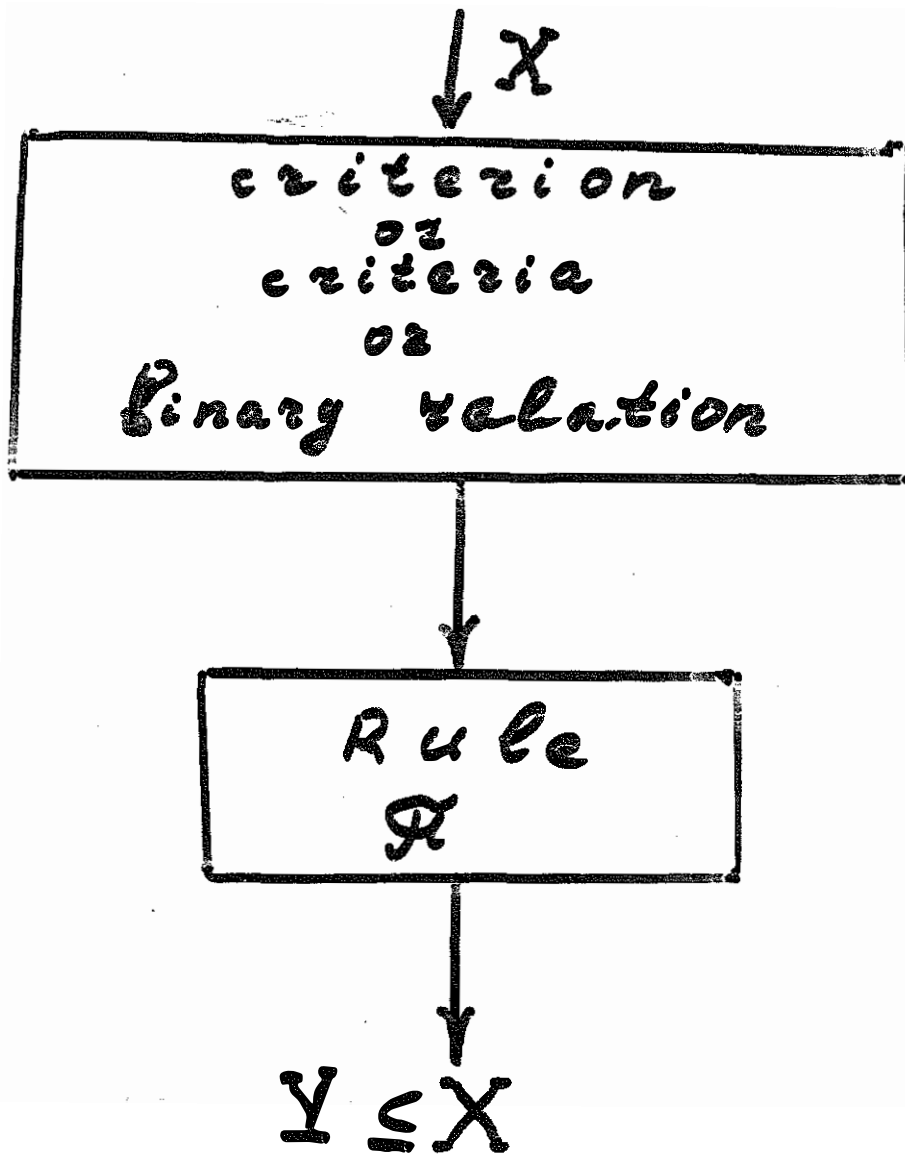 X
criterion
or
criteria
or
binary relation
Rule
π
Y ⊆ X